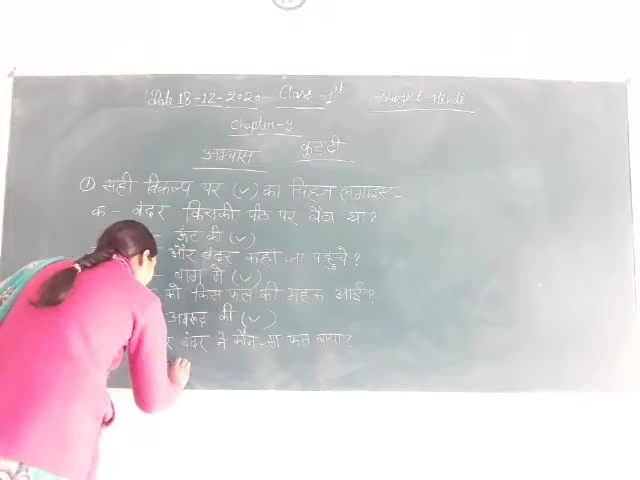 Date 18-12-2020 Class - 1st Subject - Hindi
Chapter-9
अभ्यास
① सही विकल्प पर (✓) का चिह्न लगाइए-
क - बंदर किसकी पीठ पर बैठा था?
- ऊँट की (✓)
और बंदर कहाँ जा पहुँचे?
- बाग में (✓)
को किस फल की महक आई?
अमरूद की (✓)
र बंदर ने कौन-सा फल खाया?